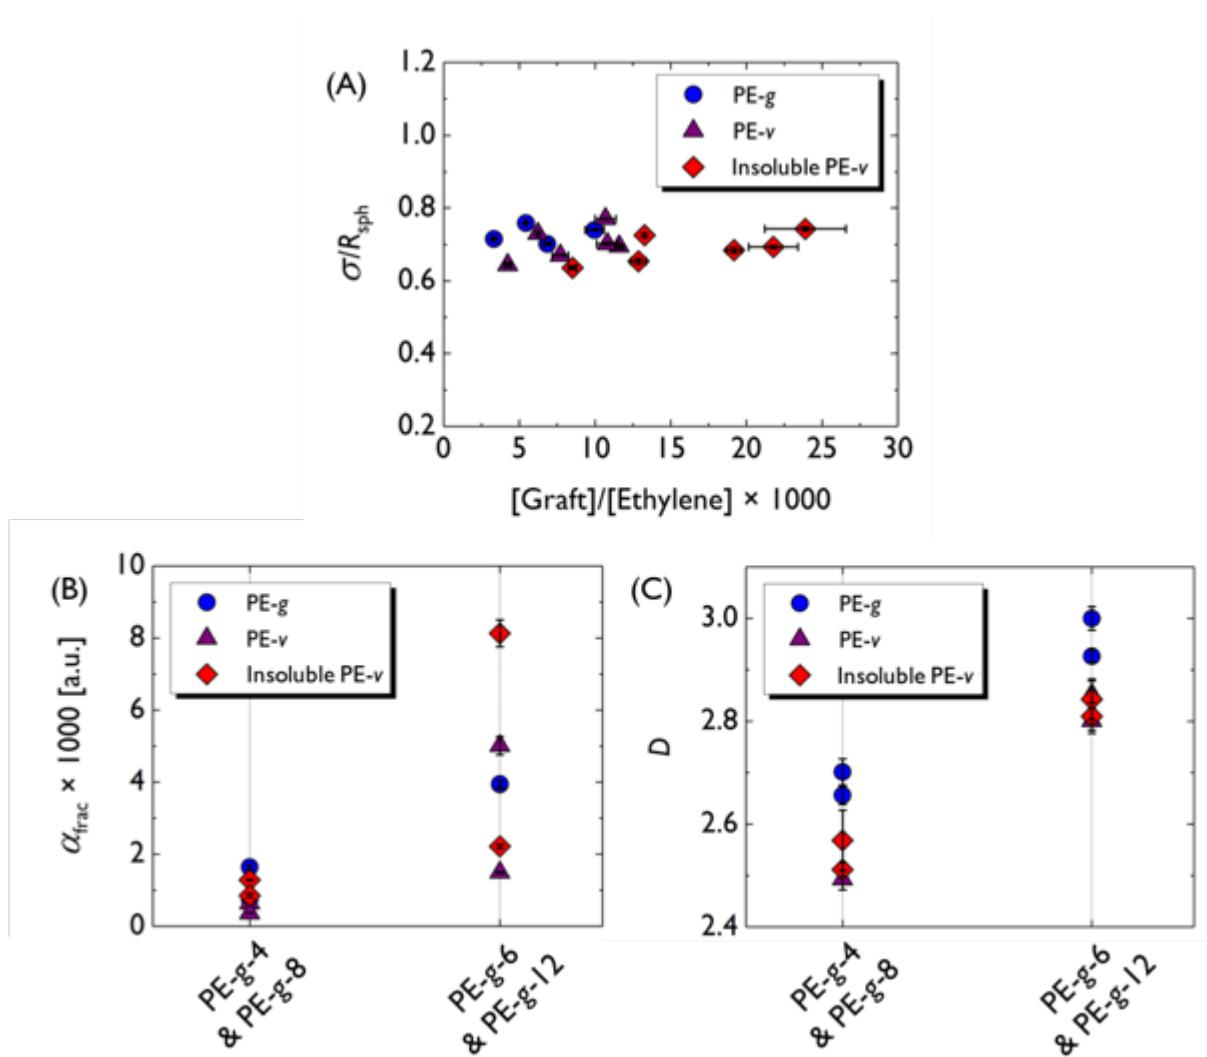 (A)
1.2
1.0
0.8
0.6
0.4
0.2
σ/R_sph
PE-g
PE-v
Insoluble PE-v
0 5 10 15 20 25 30
[Graft]/[Ethylene] × 1000
(B)
10
8
6
4
2
0
α_frac × 1000 [a.u.]
PE-g
PE-v
Insoluble PE-v
PE-g-4
& PE-g-8
PE-g-6
& PE-g-12
(C)
3.0
2.8
2.6
2.4
D
PE-g
PE-v
Insoluble PE-v
PE-g-4
& PE-g-8
PE-g-6
& PE-g-12